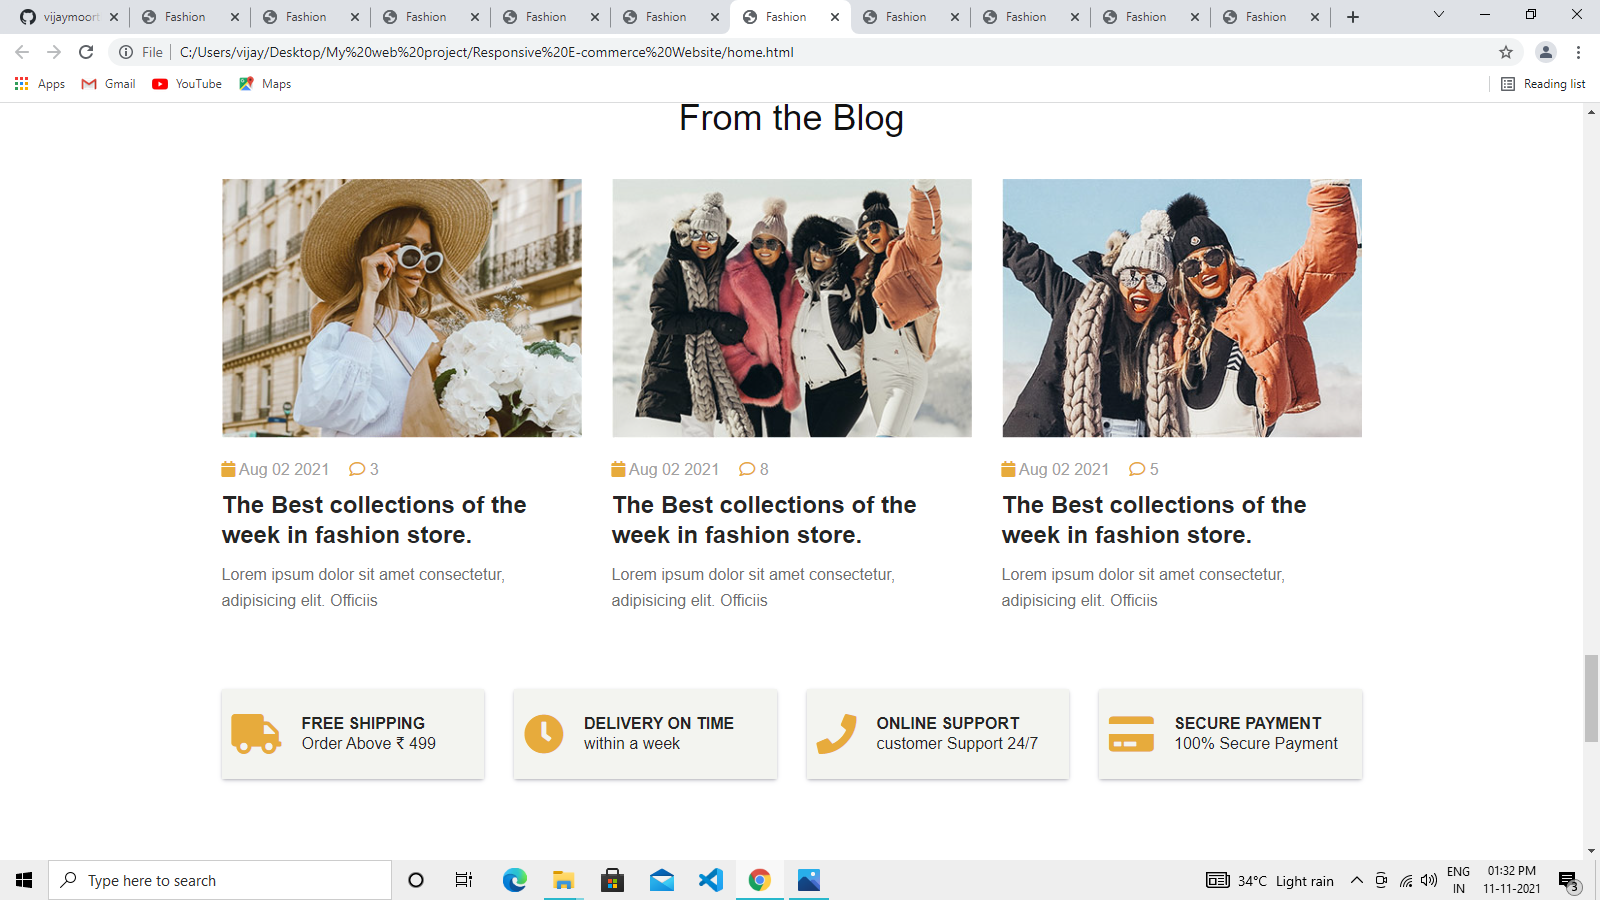 vijaymoort
Fashion
Fashion
Fashion
Fashion
Fashion
Fashion
Fashion
Fashion
Fashion
Fashion
File
C:/Users/vijay/Desktop/My%20web%20project/Responsive%20E-commerce%20Website/home.html
Apps
Gmail
YouTube
Maps
Reading list
From the Blog
Aug 02 2021 3
The Best collections of the
week in fashion store.
Lorem ipsum dolor sit amet consectetur,
adipisicing elit. Officiis
Aug 02 2021 8
The Best collections of the
week in fashion store.
Lorem ipsum dolor sit amet consectetur,
adipisicing elit. Officiis
Aug 02 2021 5
The Best collections of the
week in fashion store.
Lorem ipsum dolor sit amet consectetur,
adipisicing elit. Officiis
FREE SHIPPING
Order Above ₹ 499
DELIVERY ON TIME
within a week
ONLINE SUPPORT
customer Support 24/7
SECURE PAYMENT
100% Secure Payment
Type here to search
34°C Light rain
ENG
IN
01:32 PM
11-11-2021
3